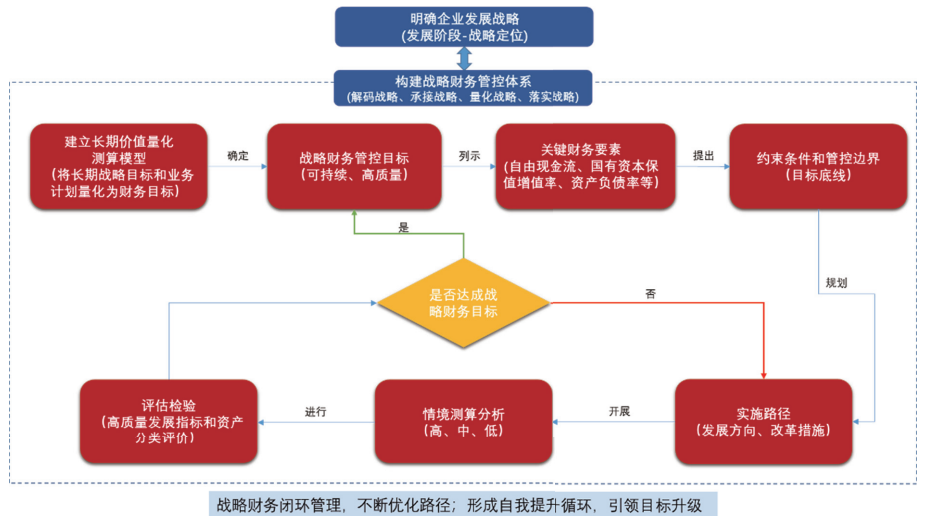 明确企业发展战略
(发展阶段-战略定位)
构建战略财务管控体系
(解码战略、承接战略、量化战略、落实战略)
建立长期价值量化
测算模型
(将长期战略目标和业务
计划量化为财务目标)
确定
战略财务管控目标
(可持续、高质量)
列示
关键财务要素
(自由现金流、国有资本保
值增值率、资产负债率等)
提出
约束条件和管控边界
(目标底线)
是
规划
是否达成战
略财务目标
否
评估检验
(高质量发展指标和资产
分类评价)
进行
情境测算分析
(高、中、低)
开展
实施路径
(发展方向、改革措施)
战略财务闭环管理，不断优化路径；形成自我提升循环，引领目标升级